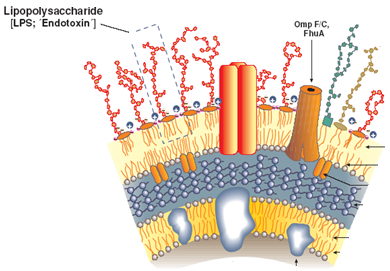 Lipopolysaccharide
[LPS; ´Endotoxin´]
Omp F/C,
FhuA